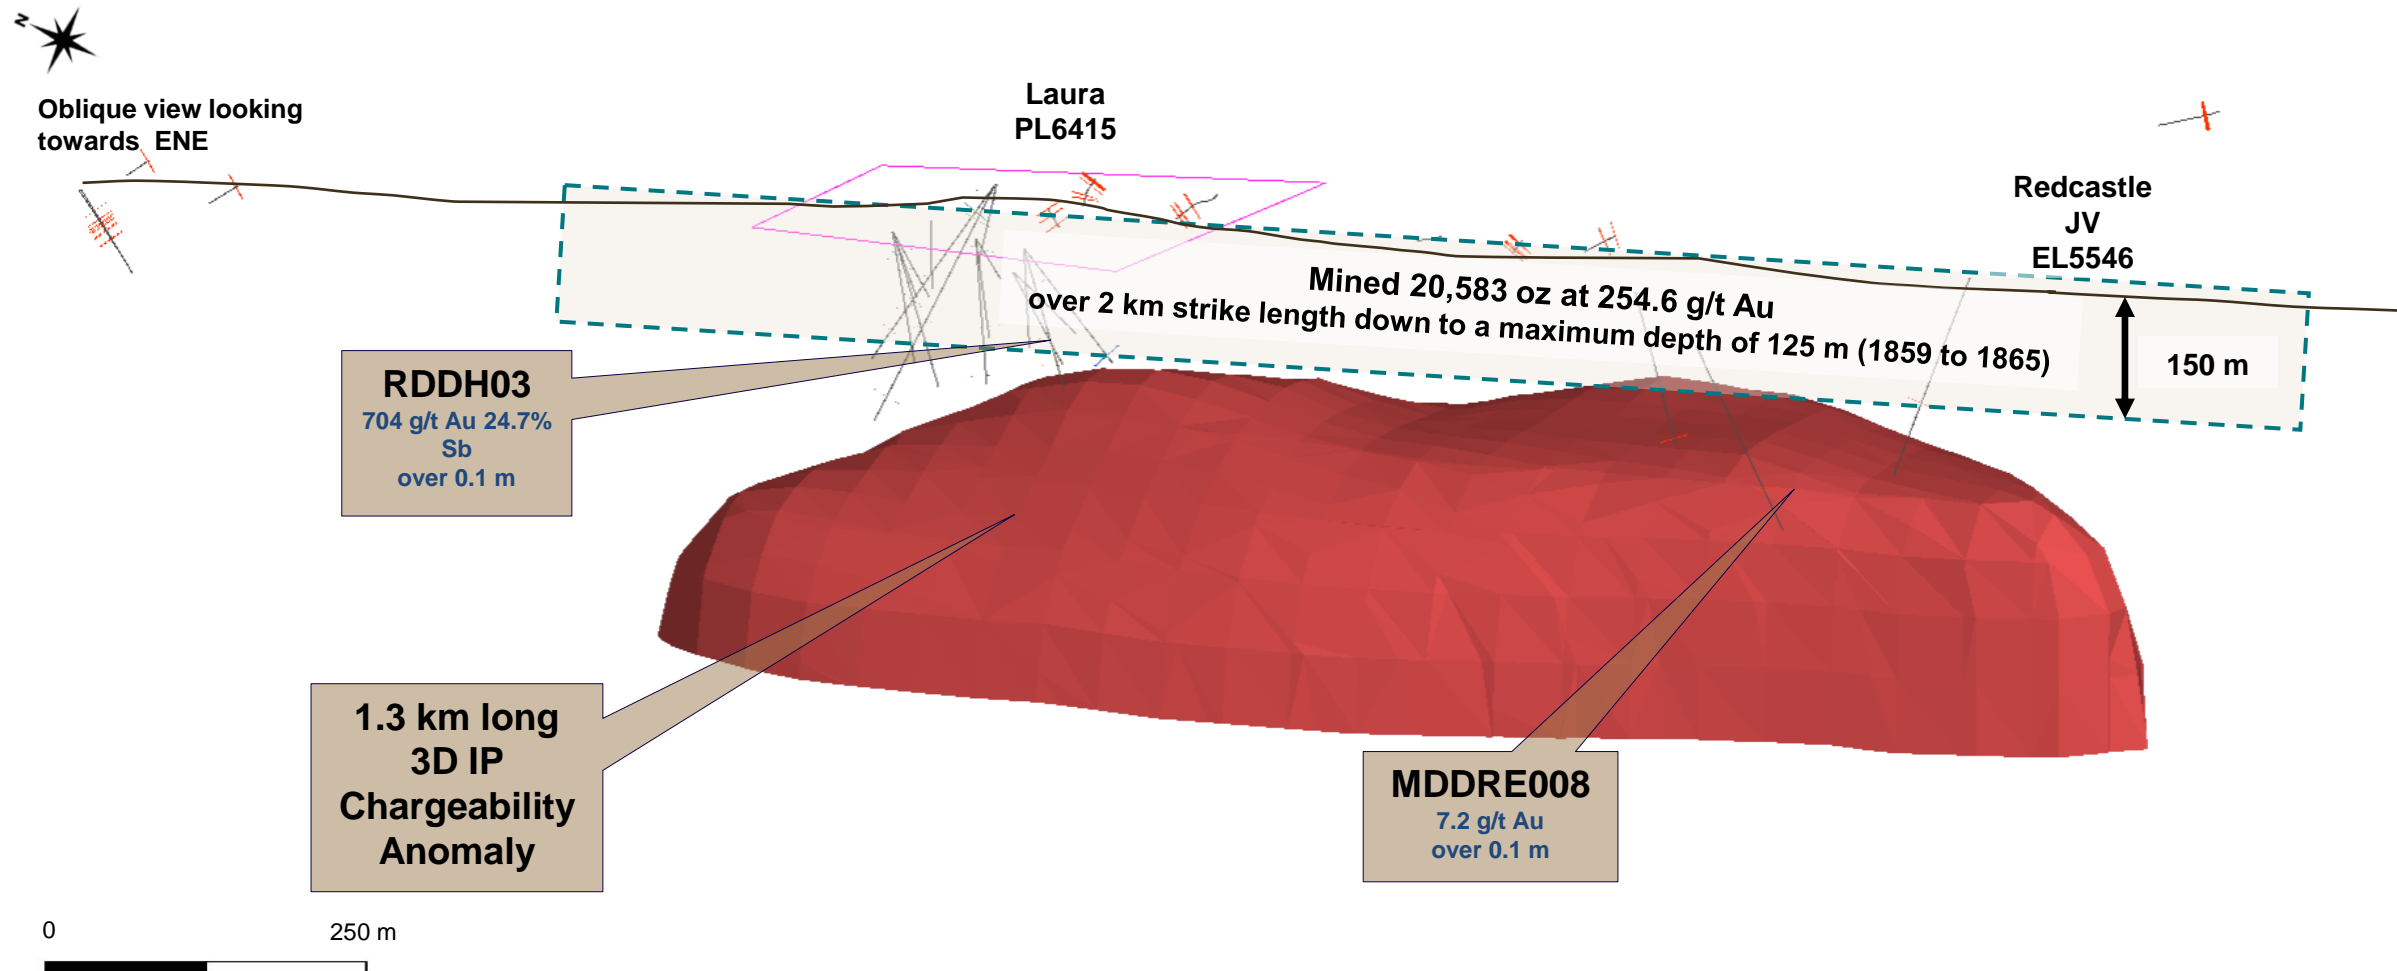 N
Oblique view looking
towards ENE
Laura
PL6415
Redcastle
JV
EL5546
Mined 20,583 oz at 254.6 g/t Au
over 2 km strike length down to a maximum depth of 125 m (1859 to 1865)
150 m
RDDH03
704 g/t Au 24.7%
Sb
over 0.1 m
1.3 km long
3D IP
Chargeability
Anomaly
MDDRE008
7.2 g/t Au
over 0.1 m
0
250 m